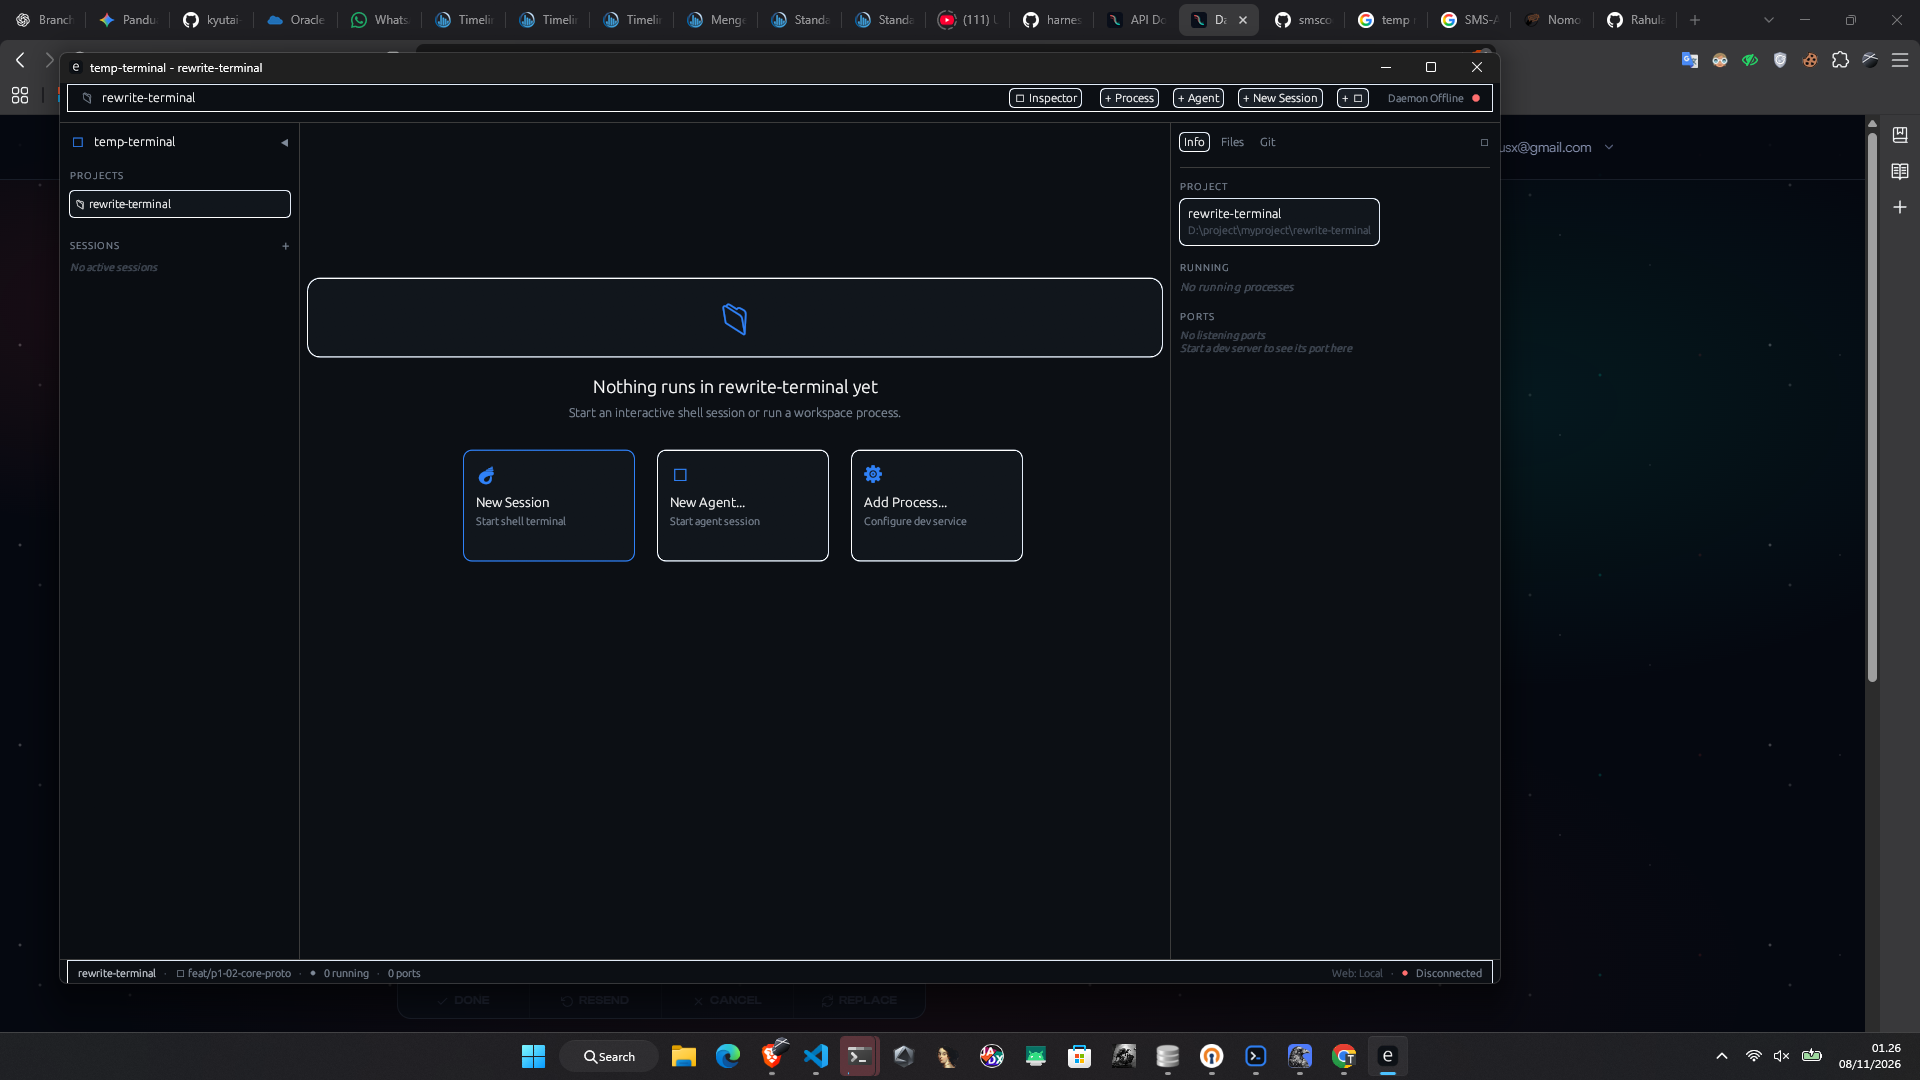 Branch
Pandu
kyutai-
Oracle
Whats
Timelin
Timelin
Timelin
Menge
Standa
Standa
(111) L
harnes
API Do
Da
smsco
temp
SMS-A
Nomo
Rahula
temp-terminal - rewrite-terminal
rewrite-terminal
Inspector
+ Process
+ Agent
+ New Session
+
Daemon Offline
temp-terminal
PROJECTS
rewrite-terminal
SESSIONS
+
No active sessions
Nothing runs in rewrite-terminal yet
Start an interactive shell session or run a workspace process.
New Session
Start shell terminal
New Agent...
Start agent session
Add Process...
Configure dev service
Info Files Git
PROJECT
rewrite-terminal
D:\project\myproject\rewrite-terminal
RUNNING
No running processes
PORTS
No listening ports
Start a dev server to see its port here
usx@gmail.com
rewrite-terminal · feat/p1-02-core-proto · ● 0 running · 0 ports
Web: Local · ● Disconnected
DONE
RESEND
CANCEL
REPLACE
Search
01.26
08/11/2026